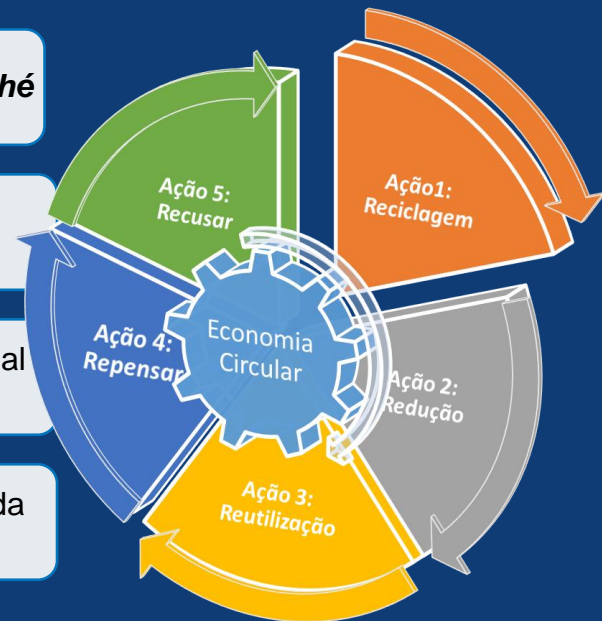 hé
al
da
Ação 5:
Recusar
Ação1:
Reciclagem
Economia
Circular
Ação 4:
Repensar
Ação 2:
Redução
Ação 3:
Reutilização